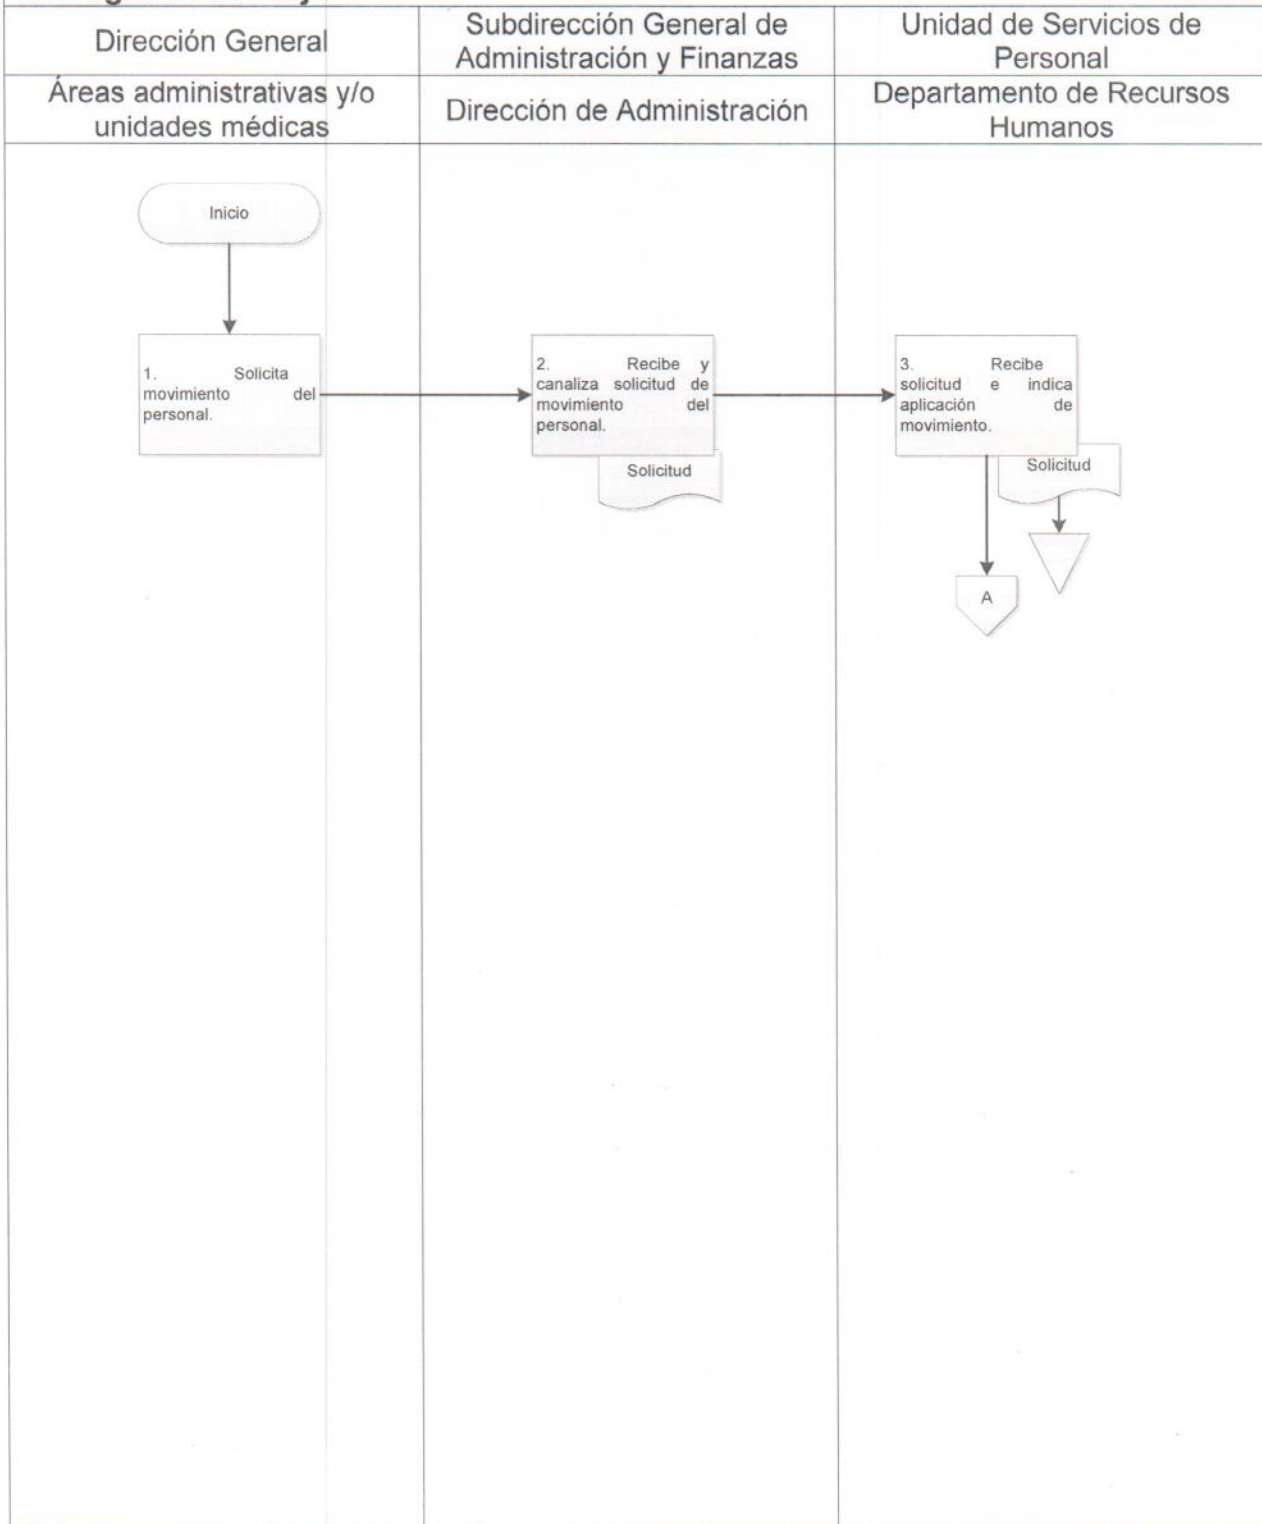 Dirección General
Subdirección General de
Administración y Finanzas
Unidad de Servicios de
Personal
Áreas administrativas y/o
unidades médicas
Dirección de Administración
Departamento de Recursos
Humanos
Inicio
1. Solicita
movimiento del
personal.
2. Recibe y
canaliza solicitud de
movimiento del
personal.
Solicitud
3. Recibe
solicitud e indica
aplicación de
movimiento.
Solicitud
A